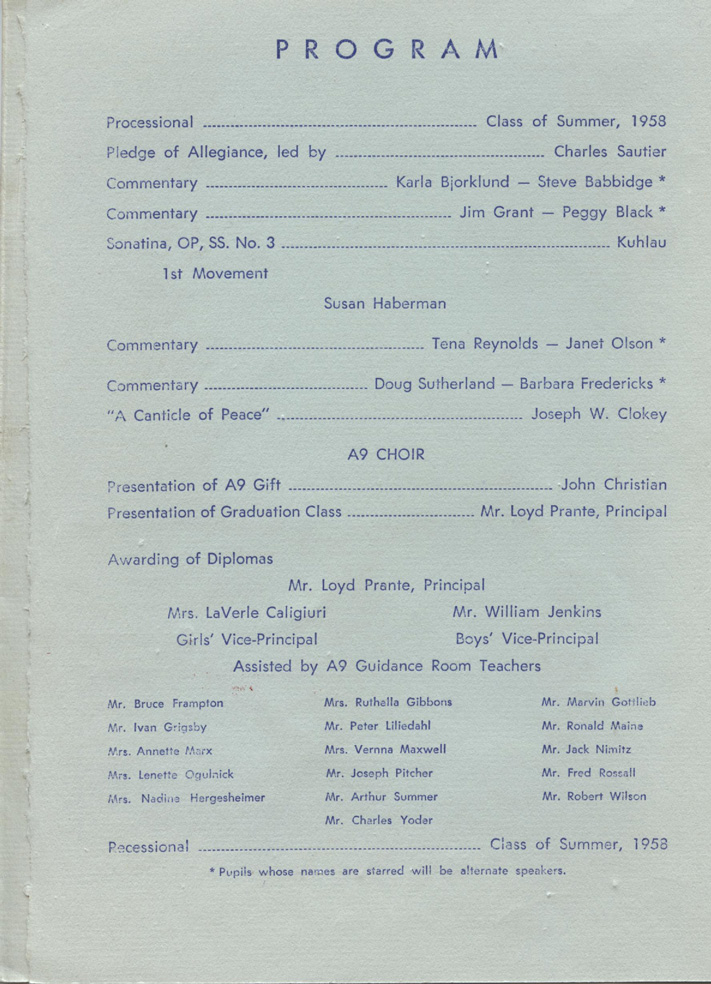 PROGRAM
Processional Class of Summer, 1958
Pledge of Allegiance, led by Charles Sautier
Commentary Karla Bjorklund — Steve Babbidge *
Commentary Jim Grant — Peggy Black *
Sonatina, OP, SS. No. 3 Kuhlau
1st Movement
Susan Haberman
Commentary Tena Reynolds — Janet Olson *
Commentary Doug Sutherland — Barbara Fredericks *
"A Canticle of Peace" Joseph W. Clokey
A9 CHOIR
Presentation of A9 Gift John Christian
Presentation of Graduation Class Mr. Loyd Prante, Principal
Awarding of Diplomas
Mr. Loyd Prante, Principal
Mrs. LaVerle Caligiuri Mr. William Jenkins
Girls' Vice-Principal Boys' Vice-Principal
Assisted by A9 Guidance Room Teachers
Mr. Bruce Frampton Mrs. Ruthalla Gibbons Mr. Marvin Gottlieb
Mr. Ivan Grigsby Mr. Peter Liliedahl Mr. Ronald Maine
Mrs. Annette Marx Mrs. Vernna Maxwell Mr. Jack Nimitz
Mrs. Lenette Ogulnick Mr. Joseph Pitcher Mr. Fred Rossall
Mrs. Nadine Hergesheimer Mr. Arthur Summer Mr. Robert Wilson
Mr. Charles Yoder
Recessional Class of Summer, 1958
* Pupils whose names are starred will be alternate speakers.